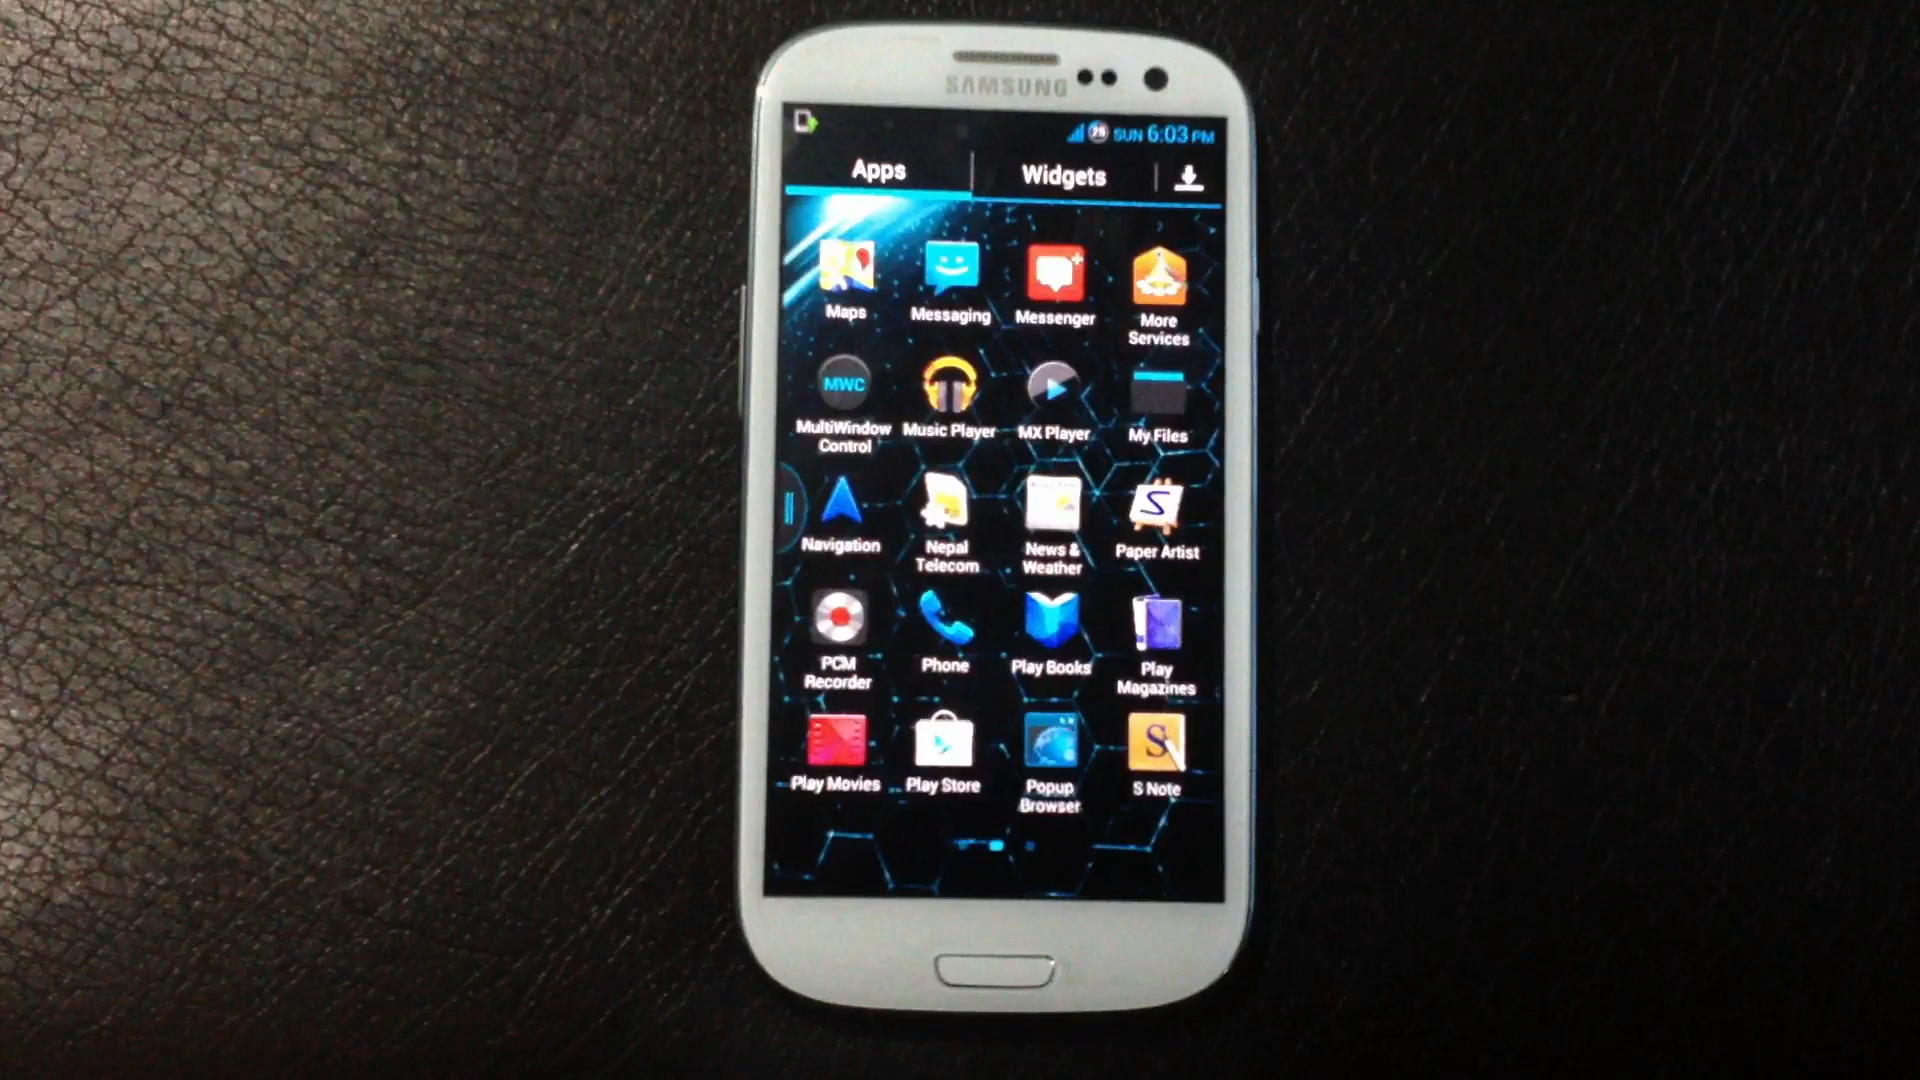 SAMSUNG
25 SUN 6:03 PM
Apps Widgets
Maps Messaging Messenger More
Services
MWC
MultiWindow Music Player MX Player My Files
Control
Navigation Nepal News & Paper Artist
Telecom Weather
PCM Phone Play Books Play
Recorder Magazines
S
Play Movies Play Store Popup S Note
Browser